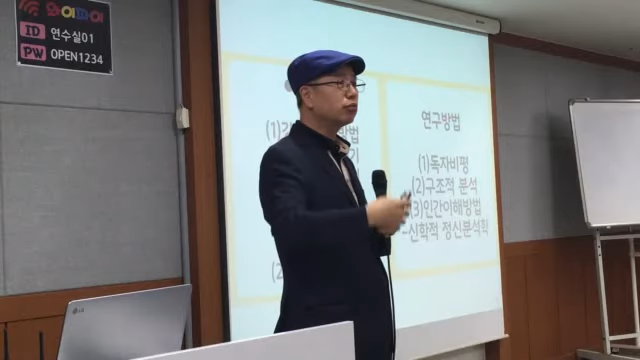 와이파이
ID 연수실01
PW OPEN1234
연구방법
(1)독자비평
(2)구조적 분석
(3)인간이해방법
-신학적 정신분석학
LG